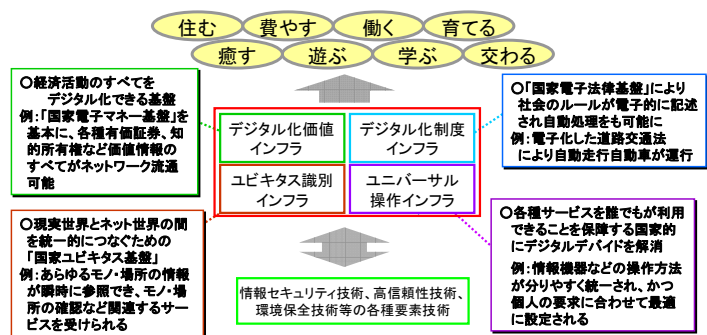 住む 費やす 働く 育てる
癒す 遊ぶ 学ぶ 交わる
○経済活動のすべてを
デジタル化できる基盤
例:「国家電子マネー基盤」を
基本に、各種有価証券、知
的所有権など価値情報の
すべてがネットワーク流通
可能
デジタル化価値
インフラ
デジタル化制度
インフラ
○「国家電子法律基盤」により
社会のルールが電子的に記述
され自動処理をも可能に
例:電子化した道路交通法
により自動走行自動車が運行
ユビキタス識別
インフラ
ユニバーサル
操作インフラ
○現実世界とネット世界の間
を統一的につなぐための
「国家ユビキタス基盤」
例:あらゆるモノ・場所の情報
が瞬時に参照でき、モノ・場
所の確認など関連するサー
ビスを受けられる
○各種サービスを誰でもが利用
できることを保障する国家的
にデジタルデバイドを解消
例:情報機器などの操作方法
が分りやすく統一され、かつ
個人の要求に合わせて最適
に設定される
情報セキュリティ技術、高信頼性技術、
環境保全技術等の各種要素技術